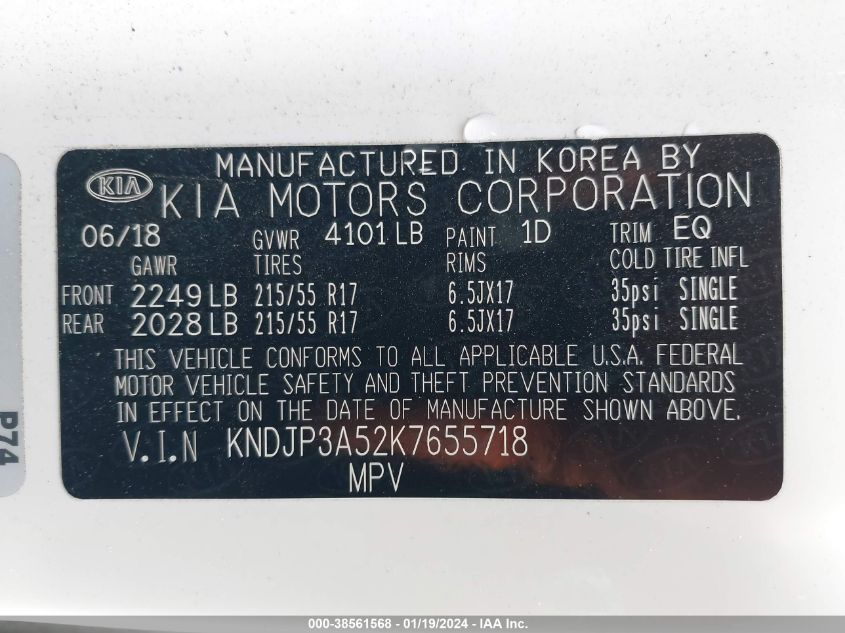 MANUFACTURED IN KOREA BY
KIA KIA MOTORS CORPORATION
06/18 GVWR 4101 LB PAINT 1D TRIM EQ
GAWR TIRES RIMS COLD TIRE INFL
FRONT 2249 LB 215/55 R17 6.5JX17 35psi SINGLE
REAR 2028 LB 215/55 R17 6.5JX17 35psi SINGLE
THIS VEHICLE CONFORMS TO ALL APPLICABLE U.S.A. FEDERAL
MOTOR VEHICLE SAFETY AND THEFT PREVENTION STANDARDS
IN EFFECT ON THE DATE OF MANUFACTURE SHOWN ABOVE.
V.I.N KNDJP3A52K7655718
MPV
P74
000-38561568 | 01/19/2024 - IAA Inc.